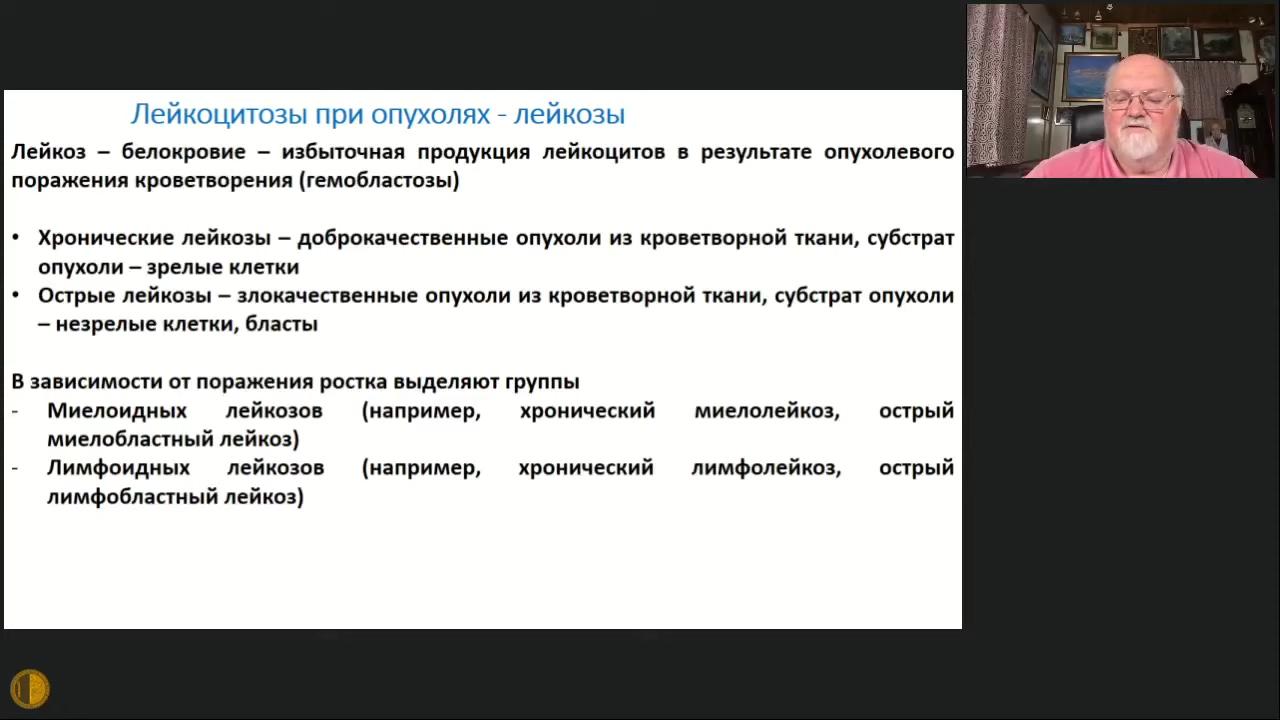 Лейкоцитозы при опухолях - лейкозы
Лейкоз – белокровие – избыточная продукция лейкоцитов в результате опухолевого
поражения кроветворения (гемобластозы)
• Хронические лейкозы – доброкачественные опухоли из кроветворной ткани, субстрат
опухоли – зрелые клетки
• Острые лейкозы – злокачественные опухоли из кроветворной ткани, субстрат опухоли
– незрелые клетки, бласты
В зависимости от поражения ростка выделяют группы
- Миелоидных лейкозов (например, хронический миелолейкоз, острый
миелобластный лейкоз)
- Лимфоидных лейкозов (например, хронический лимфолейкоз, острый
лимфобластный лейкоз)